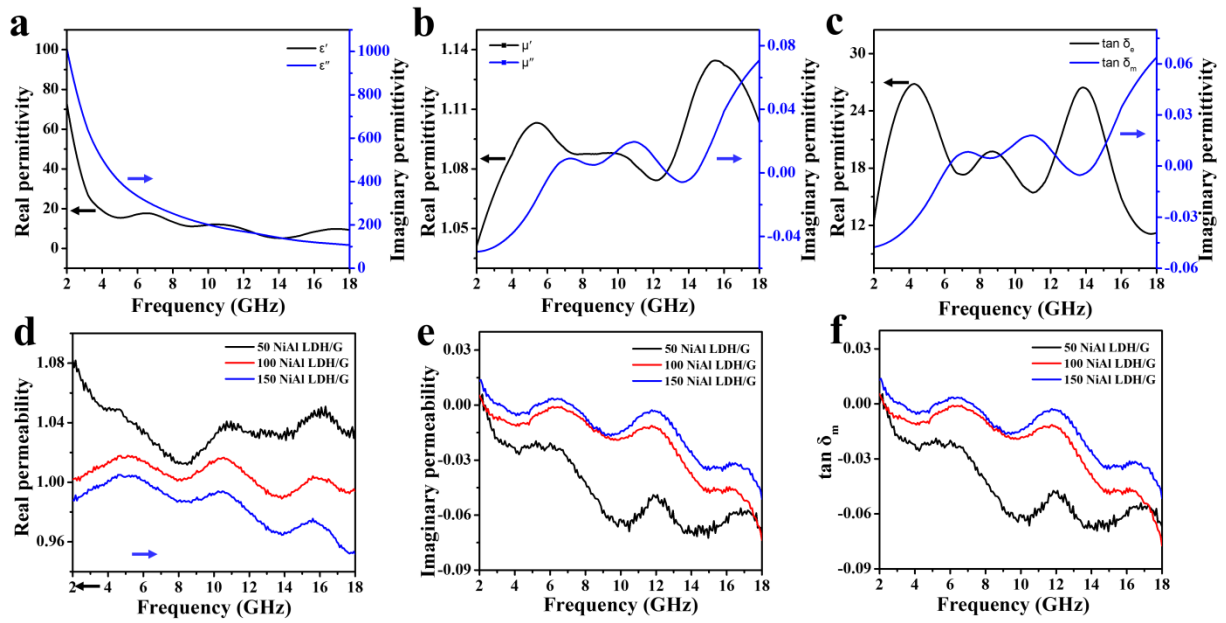 a
Real permittivity
100
80
60
40
20
0
ε′
ε″
1000
800
600
400
200
0
Imaginary permittivity
2 4 6 8 10 12 14 16 18
Frequency (GHz)
b
Real permittivity
1.14
1.11
1.08
1.05
μ′
μ″
0.08
0.04
0.00
-0.04
Imaginary permittivity
2 4 6 8 10 12 14 16 18
Frequency (GHz)
c
Real permittivity
30
24
18
12
tan δe
tan δm
0.06
0.03
0.00
-0.03
-0.06
Imaginary permittivity
2 4 6 8 10 12 14 16 18
Frequency (GHz)
d
Real permeability
1.08
1.04
1.00
0.96
50 NiAl LDH/G
100 NiAl LDH/G
150 NiAl LDH/G
2 4 6 8 10 12 14 16 18
Frequency (GHz)
e
Imaginary permeability
0.03
0.00
-0.03
-0.06
-0.09
50 NiAl LDH/G
100 NiAl LDH/G
150 NiAl LDH/G
2 4 6 8 10 12 14 16 18
Frequency (GHz)
f
tan δm
0.03
0.00
-0.03
-0.06
-0.09
50 NiAl LDH/G
100 NiAl LDH/G
150 NiAl LDH/G
2 4 6 8 10 12 14 16 18
Frequency (GHz)